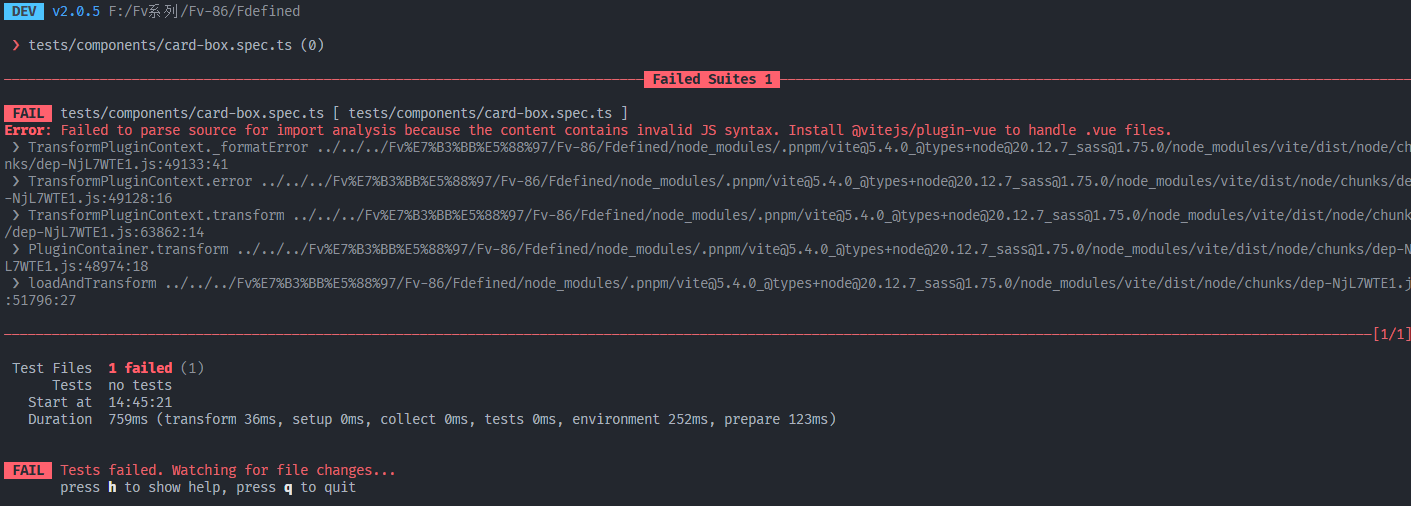 DEV v2.0.5 F:/Fv系列/Fv-86/Fdefined
❯ tests/components/card-box.spec.ts (0)
Failed Suites 1
FAIL tests/components/card-box.spec.ts [ tests/components/card-box.spec.ts ]
Error: Failed to parse source for import analysis because the content contains invalid JS syntax. Install @vitejs/plugin-vue to handle .vue files.
❯ TransformPluginContext._formatError ../../../Fv%E7%B3%BB%E5%88%97/Fv-86/Fdefined/node_modules/.pnpm/vite@5.4.0_@types+node@20.12.7_sass@1.75.0/node_modules/vite/dist/node/chu
nks/dep-NjL7WTE1.js:49133:41
❯ TransformPluginContext.error ../../../Fv%E7%B3%BB%E5%88%97/Fv-86/Fdefined/node_modules/.pnpm/vite@5.4.0_@types+node@20.12.7_sass@1.75.0/node_modules/vite/dist/node/chunks/dep
-NjL7WTE1.js:49128:16
❯ TransformPluginContext.transform ../../../Fv%E7%B3%BB%E5%88%97/Fv-86/Fdefined/node_modules/.pnpm/vite@5.4.0_@types+node@20.12.7_sass@1.75.0/node_modules/vite/dist/node/chunks
/dep-NjL7WTE1.js:63862:14
❯ PluginContainer.transform ../../../Fv%E7%B3%BB%E5%88%97/Fv-86/Fdefined/node_modules/.pnpm/vite@5.4.0_@types+node@20.12.7_sass@1.75.0/node_modules/vite/dist/node/chunks/dep-Nj
L7WTE1.js:48974:18
❯ loadAndTransform ../../../Fv%E7%B3%BB%E5%88%97/Fv-86/Fdefined/node_modules/.pnpm/vite@5.4.0_@types+node@20.12.7_sass@1.75.0/node_modules/vite/dist/node/chunks/dep-NjL7WTE1.js
:51796:27
[1/1]
Test Files 1 failed (1)
Tests no tests
Start at 14:45:21
Duration 759ms (transform 36ms, setup 0ms, collect 0ms, tests 0ms, environment 252ms, prepare 123ms)
FAIL Tests failed. Watching for file changes...
press h to show help, press q to quit